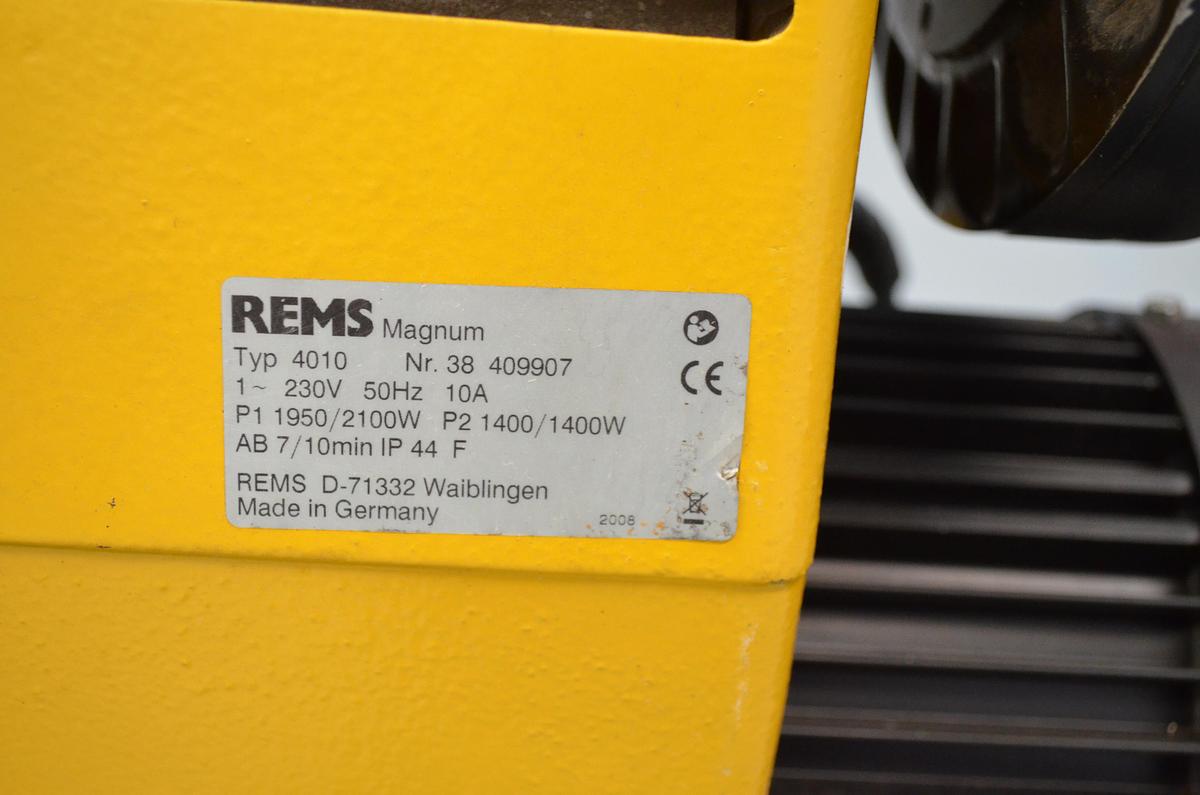 REMS Magnum
Typ 4010 Nr. 38 409907
1~ 230V 50Hz 10A
P1 1950/2100W P2 1400/1400W
AB 7/10min IP 44 F
REMS D-71332 Waiblingen
Made in Germany
2008
CE